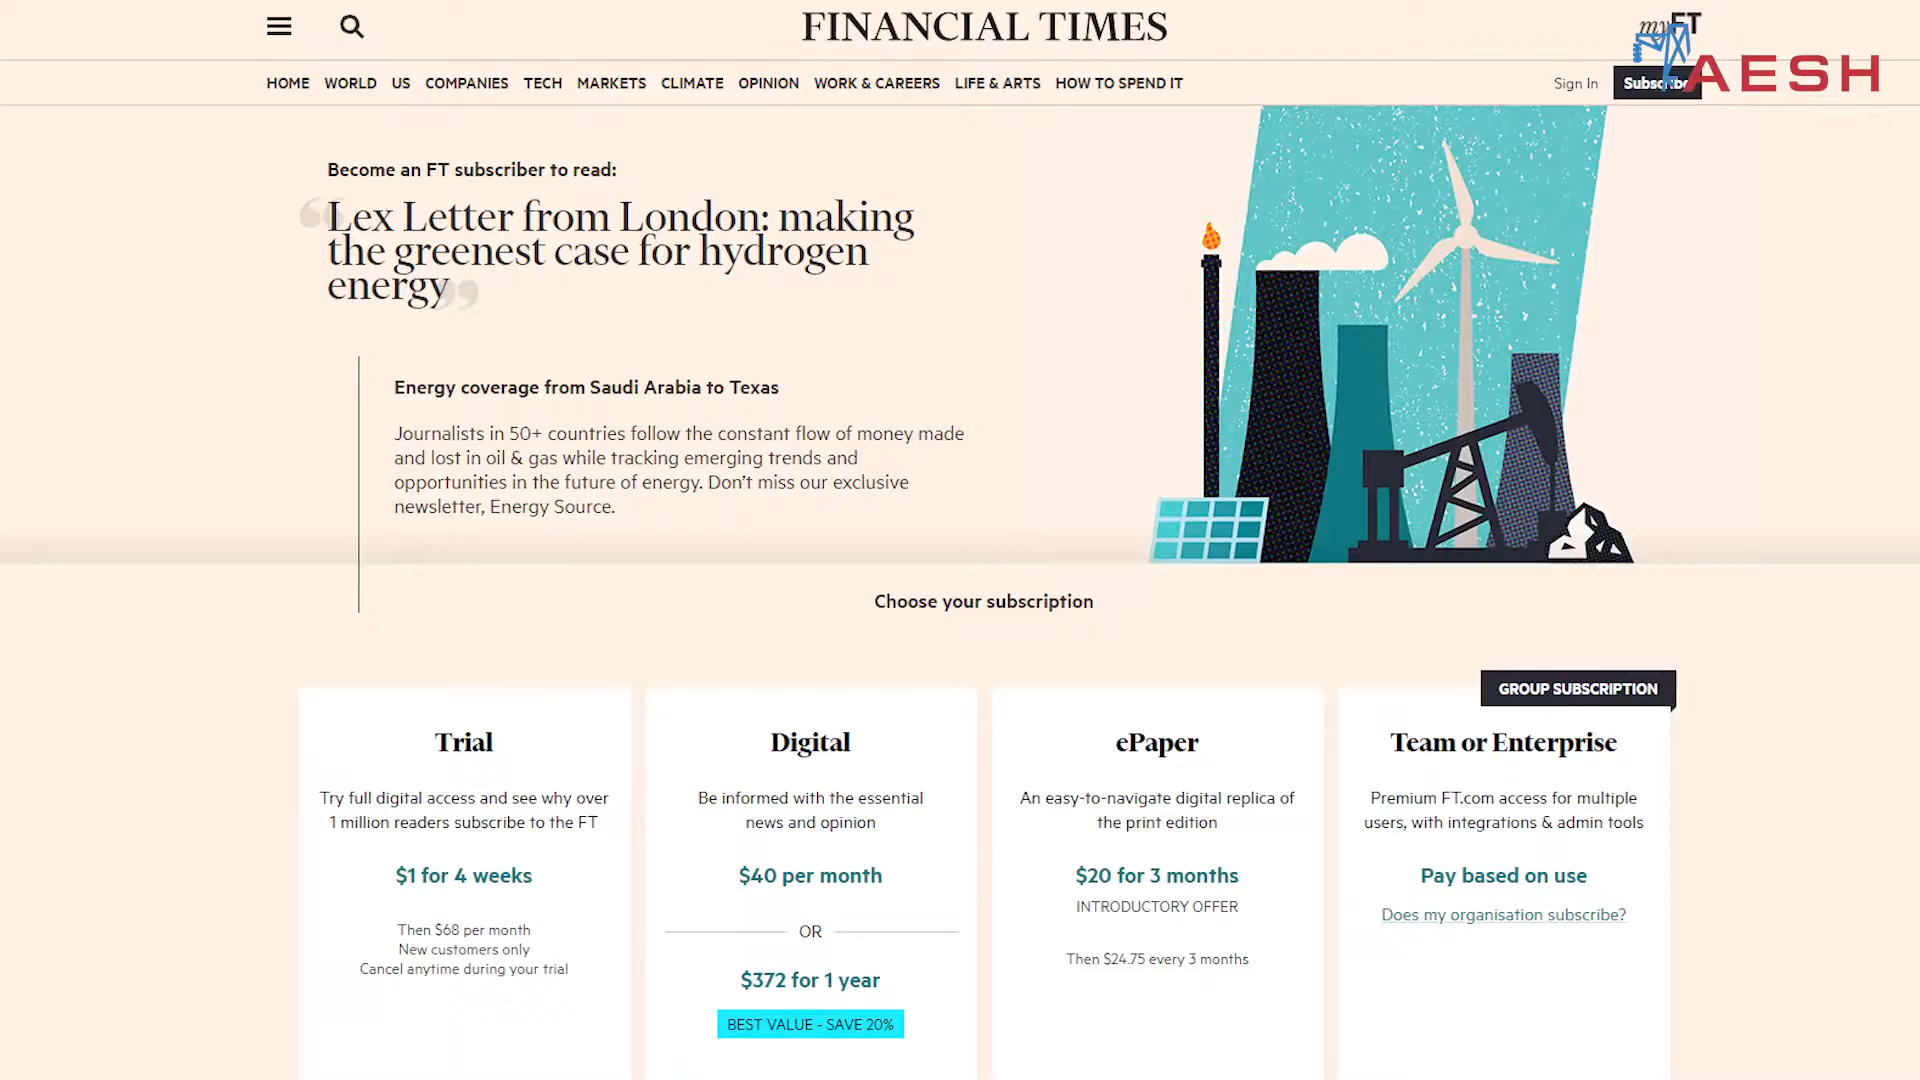 FINANCIAL TIMES
myFT
AESH
HOME WORLD US COMPANIES TECH MARKETS CLIMATE OPINION WORK & CAREERS LIFE & ARTS HOW TO SPEND IT
Sign In
Subscribe
Become an FT subscriber to read:
“Lex Letter from London: making
the greenest case for hydrogen
energy”
Energy coverage from Saudi Arabia to Texas
Journalists in 50+ countries follow the constant flow of money made
and lost in oil & gas while tracking emerging trends and
opportunities in the future of energy. Don’t miss our exclusive
newsletter, Energy Source.
Choose your subscription
Trial
Try full digital access and see why over
1 million readers subscribe to the FT
$1 for 4 weeks
Then $68 per month
New customers only
Cancel anytime during your trial
Digital
Be informed with the essential
news and opinion
$40 per month
OR
$372 for 1 year
BEST VALUE - SAVE 20%
ePaper
An easy-to-navigate digital replica of
the print edition
$20 for 3 months
INTRODUCTORY OFFER
Then $24.75 every 3 months
GROUP SUBSCRIPTION
Team or Enterprise
Premium FT.com access for multiple
users, with integrations & admin tools
Pay based on use
Does my organisation subscribe?